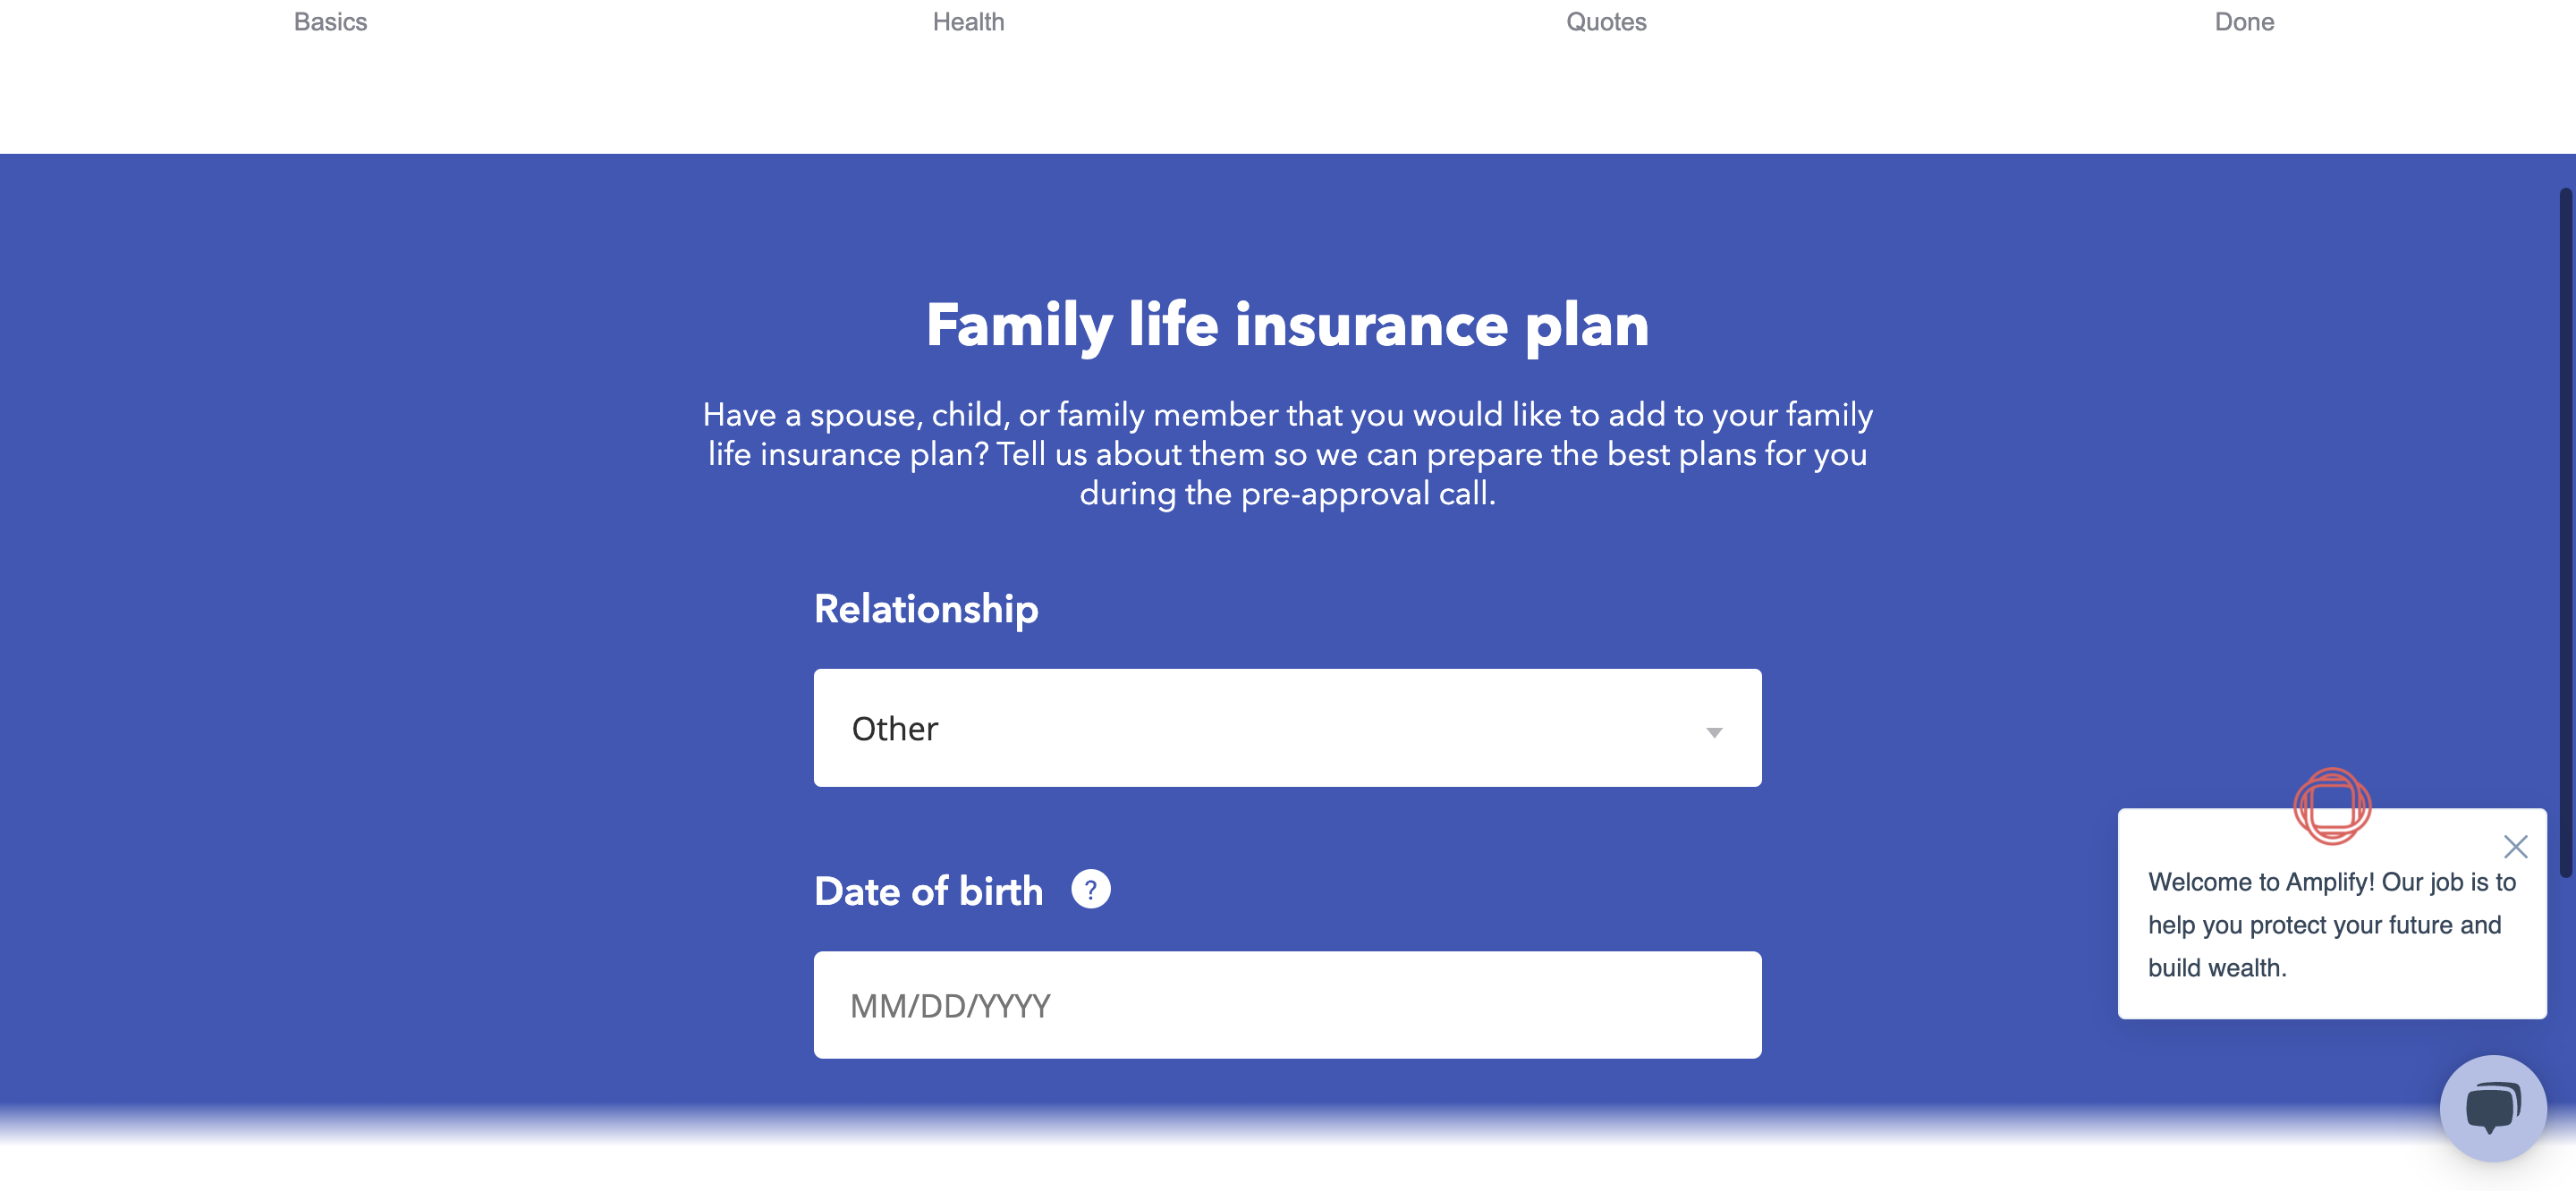 Basics
Health
Quotes
Done
Family life insurance plan
Have a spouse, child, or family member that you would like to add to your family
life insurance plan? Tell us about them so we can prepare the best plans for you
during the pre-approval call.
Relationship
Other
Date of birth ?
MM/DD/YYYY
Welcome to Amplify! Our job is to
help you protect your future and
build wealth.